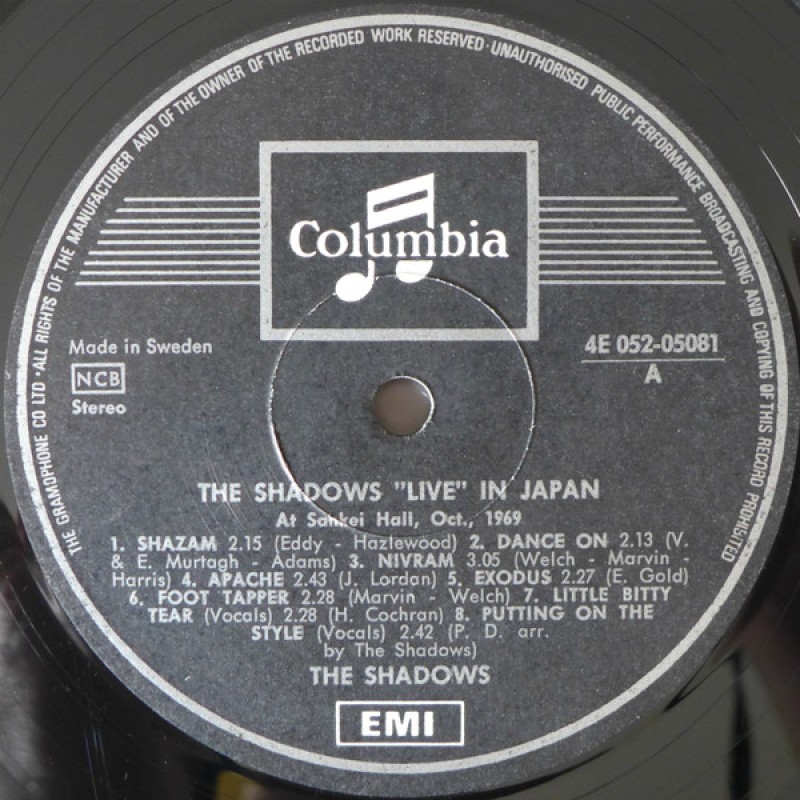 THE GRAMOPHONE CO LTD · ALL RIGHTS OF THE MANUFACTURER AND OF THE OWNER OF THE RECORDED WORK RESERVED · UNAUTHORISED PUBLIC PERFORMANCE BROADCASTING AND COPYING OF THIS RECORD PROHIBITED
Columbia
Made in Sweden
NCB
Stereo
4E 052-05081
A
THE SHADOWS "LIVE" IN JAPAN
At Sankei Hall, Oct., 1969
1. SHAZAM 2.15 (Eddy - Hazlewood) 2. DANCE ON 2.13 (V.
& E. Murtagh - Adams) 3. NIVRAM 3.05 (Welch - Marvin -
Harris) 4. APACHE 2.43 (J. Lordan) 5. EXODUS 2.27 (E. Gold)
6. FOOT TAPPER 2.28 (Marvin - Welch) 7. LITTLE BITTY
TEAR (Vocals) 2.28 (H. Cochran) 8. PUTTING ON THE
STYLE (Vocals) 2.42 (P. D. arr.
by The Shadows)
THE SHADOWS
EMI